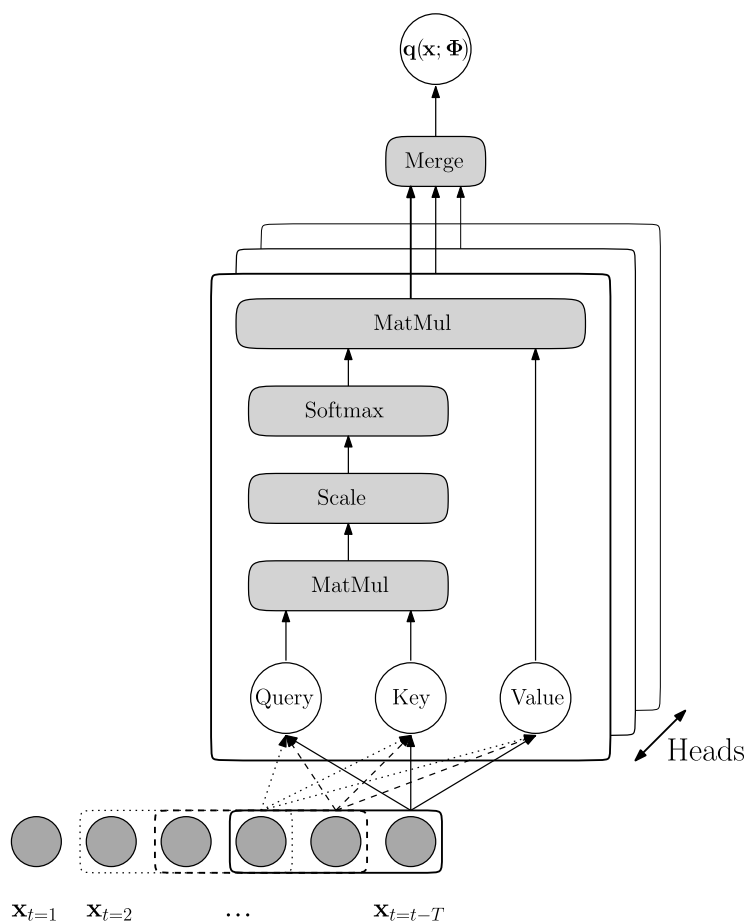 q(x; Φ)
Merge
MatMul
Softmax
Scale
MatMul
Query Key Value
Heads
x_{t=1} x_{t=2} ... x_{t=t-T}